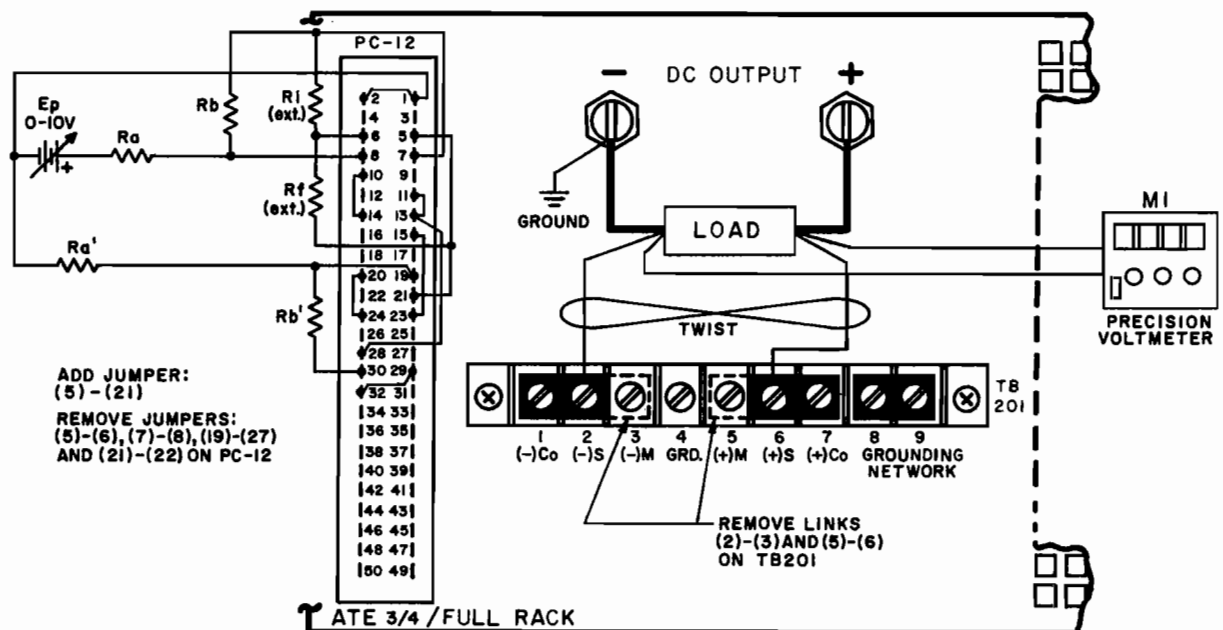 PC-12
Ep
0-10V
Ra
Rb
Ri
(ext.)
Rf
(ext.)
Ra'
Rb'
2 1
4 3
6 5
8 7
10 9
12 11
14 13
16 15
18 17
20 19
22 21
24 23
26 25
28 27
30 29
32 31
34 33
36 35
38 37
40 39
42 41
44 43
46 45
48 47
50 49
ADD JUMPER:
(5)-(21)
REMOVE JUMPERS:
(5)-(6), (7)-(8), (19)-(27)
AND (21)-(22) ON PC-12
- DC OUTPUT +
GROUND
LOAD
TWIST
M1
PRECISION
VOLTMETER
TB
201
1 2 3 4 5 6 7 8 9
(-)Co (-)S (-)M GRD. (+)M (+)S (+)Co GROUNDING
NETWORK
REMOVE LINKS
(2)-(3) AND (5)-(6)
ON TB201
ATE 3/4 / FULL RACK